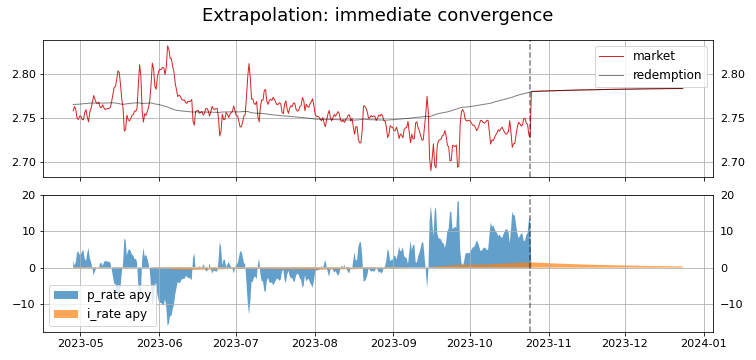 Extrapolation: immediate convergence
2.80
2.75
2.70
2.80
2.75
2.70
market
redemption
20
10
0
−10
20
10
0
−10
p_rate apy
i_rate apy
2023-05 2023-06 2023-07 2023-08 2023-09 2023-10 2023-11 2023-12 2024-01